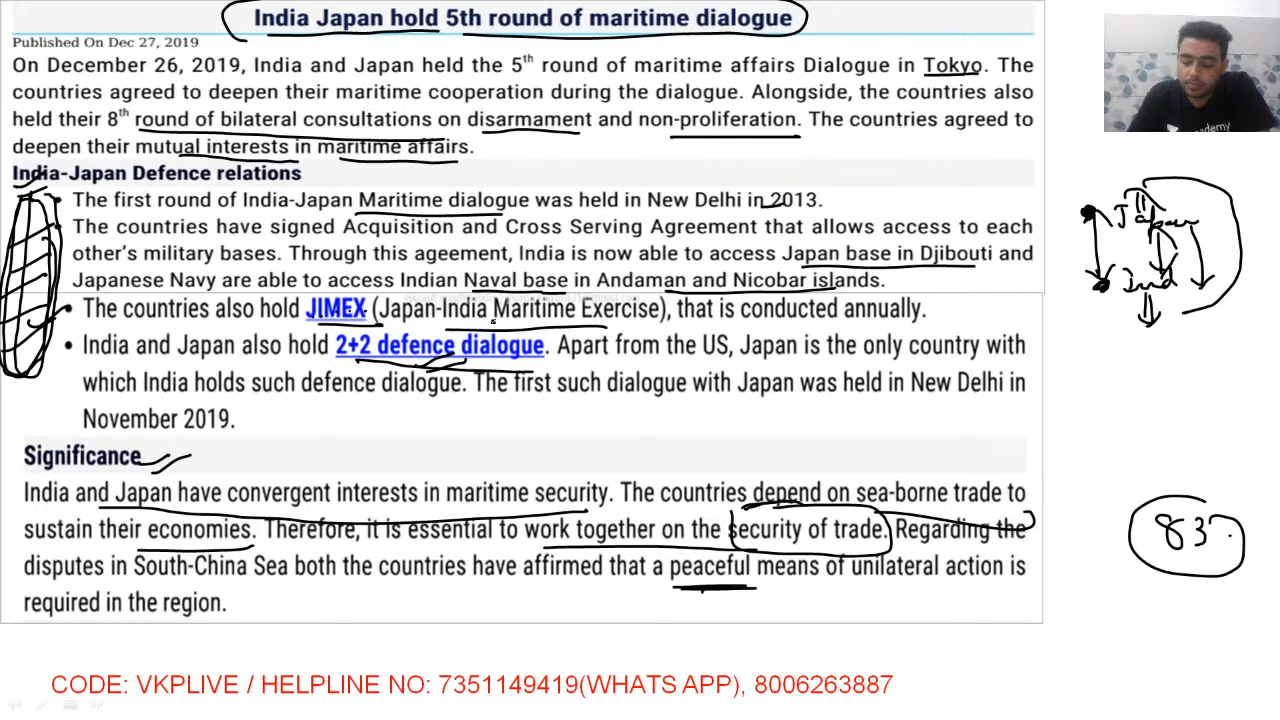 India Japan hold 5th round of maritime dialogue
Published On Dec 27, 2019
On December 26, 2019, India and Japan held the 5th round of maritime affairs Dialogue in Tokyo. The
countries agreed to deepen their maritime cooperation during the dialogue. Alongside, the countries also
held their 8th round of bilateral consultations on disarmament and non-proliferation. The countries agreed to
deepen their mutual interests in maritime affairs.
India-Japan Defence relations
• The first round of India-Japan Maritime dialogue was held in New Delhi in 2013.
The countries have signed Acquisition and Cross Serving Agreement that allows access to each
other's military bases. Through this ageement, India is now able to access Japan base in Djibouti and
Japanese Navy are able to access Indian Naval base in Andaman and Nicobar islands.
• The countries also hold JIMEX (Japan-India Maritime Exercise), that is conducted annually.
• India and Japan also hold 2+2 defence dialogue. Apart from the US, Japan is the only country with
which India holds such defence dialogue. The first such dialogue with Japan was held in New Delhi in
November 2019.
Significance
India and Japan have convergent interests in maritime security. The countries depend on sea-borne trade to
sustain their economies. Therefore, it is essential to work together on the security of trade. Regarding the
disputes in South-China Sea both the countries have affirmed that a peaceful means of unilateral action is
required in the region.
CODE: VKPLIVE / HELPLINE NO: 7351149419(WHATS APP), 8006263887
ademy
Japan
Ind
83